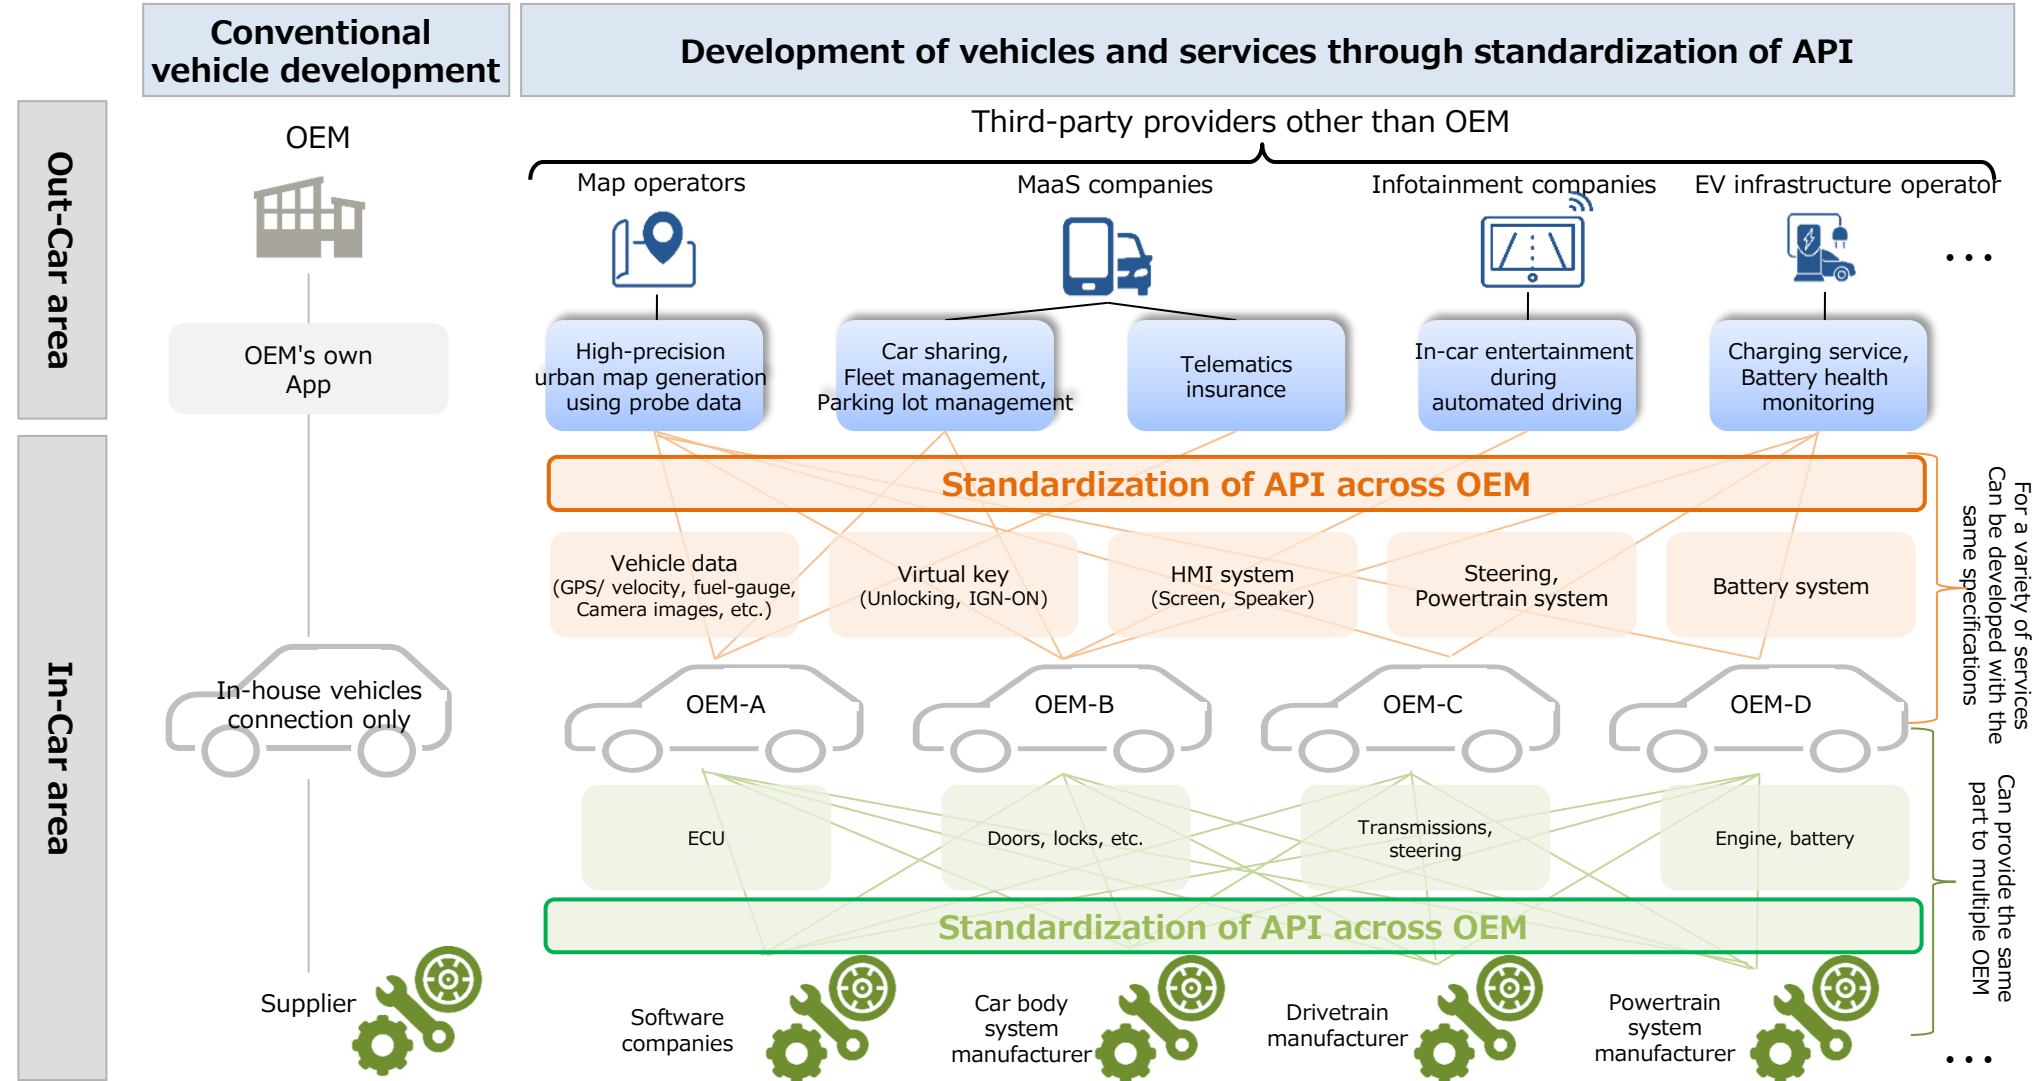 Conventional
vehicle development
Development of vehicles and services through standardization of API
Out-Car area
OEM
Third-party providers other than OEM
Map operators
MaaS companies
Infotainment companies
EV infrastructure operator
...
OEM's own
App
High-precision
urban map generation
using probe data
Car sharing,
Fleet management,
Parking lot management
Telematics
insurance
In-car entertainment
during
automated driving
Charging service,
Battery health
monitoring
In-Car area
Standardization of API across OEM
For a variety of services
Can be developed with the
same specifications
Vehicle data
(GPS/ velocity, fuel-gauge,
Camera images, etc.)
Virtual key
(Unlocking, IGN-ON)
HMI system
(Screen, Speaker)
Steering,
Powertrain system
Battery system
In-house vehicles
connection only
OEM-A
OEM-B
OEM-C
OEM-D
ECU
Doors, locks, etc.
Transmissions,
steering
Engine, battery
Can provide the same
part to multiple OEM
Standardization of API across OEM
Supplier
Software
companies
Car body
system
manufacturer
Drivetrain
manufacturer
Powertrain
system
manufacturer
...